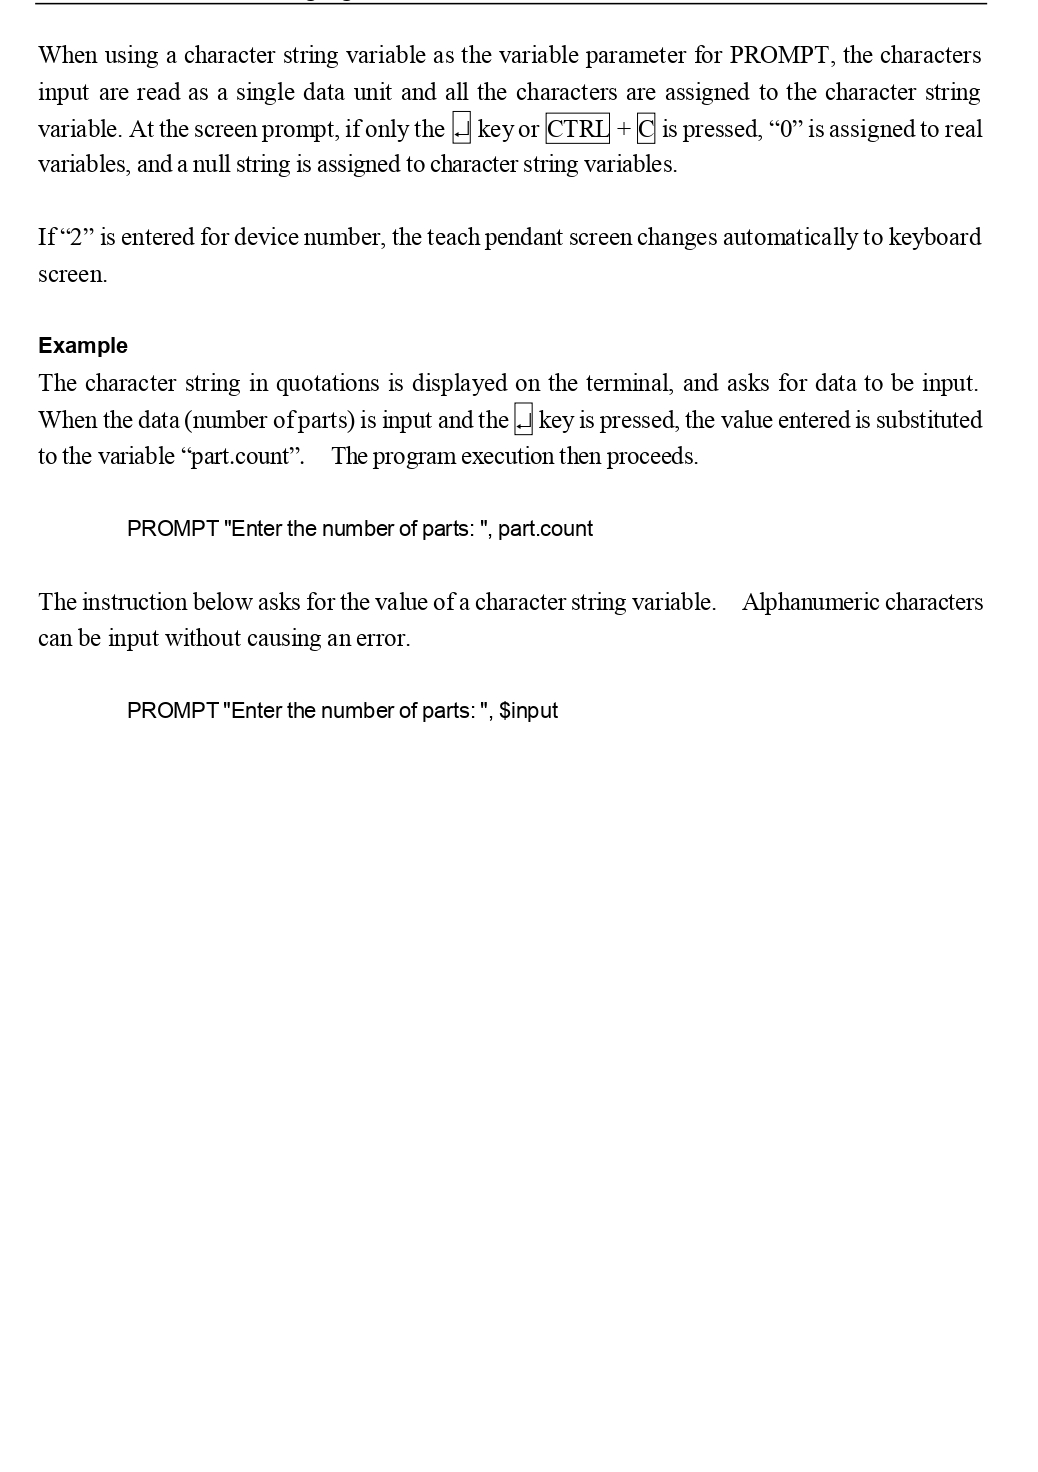 When using a character string variable as the variable parameter for PROMPT, the characters
input are read as a single data unit and all the characters are assigned to the character string
variable. At the screen prompt, if only the ↵ key or CTRL + C is pressed, “0” is assigned to real
variables, and a null string is assigned to character string variables.
If “2” is entered for device number, the teach pendant screen changes automatically to keyboard
screen.
Example
The character string in quotations is displayed on the terminal, and asks for data to be input.
When the data (number of parts) is input and the ↵ key is pressed, the value entered is substituted
to the variable “part.count”. The program execution then proceeds.
PROMPT "Enter the number of parts: ", part.count
The instruction below asks for the value of a character string variable. Alphanumeric characters
can be input without causing an error.
PROMPT "Enter the number of parts: ", $input